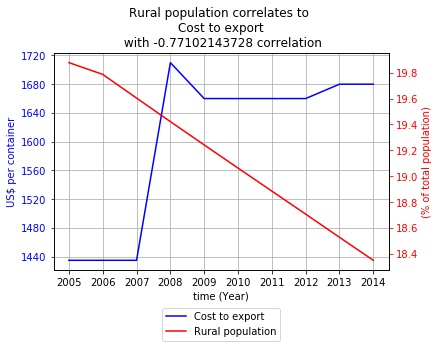 Rural population correlates to
Cost to export
with -0.77102143728 correlation
1720
1680
1640
1600
1560
1520
1480
1440
US$ per container
19.8
19.6
19.4
19.2
19.0
18.8
18.6
18.4
(% of total population)
2005 2006 2007 2008 2009 2010 2011 2012 2013 2014
time (Year)
Cost to export
Rural population